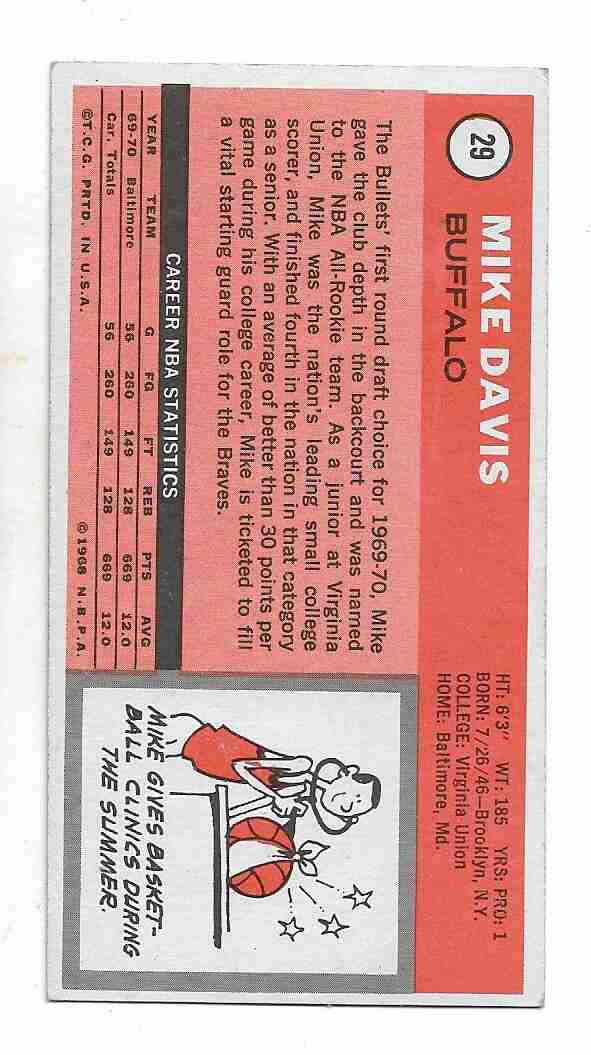 29
MIKE DAVIS
BUFFALO
HT: 6'3" WT: 185 YRS: PRO: 1
BORN: 7/26/46—Brooklyn, N.Y.
COLLEGE: Virginia Union
HOME: Baltimore, Md.
The Bullets' first round draft choice for 1969-70, Mike
gave the club depth in the backcourt and was named
to the NBA All-Rookie team. As a junior at Virginia
Union, Mike was the nation's leading small college
scorer, and finished fourth in the nation in that category
as a senior. With an average of better than 30 points per
game during his college career, Mike is ticketed to fill
a vital starting guard role for the Braves.
CAREER NBA STATISTICS
YEAR TEAM G FG FT REB PTS AVG
69-70 Baltimore 56 260 149 128 669 12.0
Car. Totals 56 260 149 128 669 12.0
©T.C.G. PRTD. IN U.S.A. ©1968 N.B.P.A.
MIKE GIVES BASKET-
BALL CLINICS DURING
THE SUMMER.